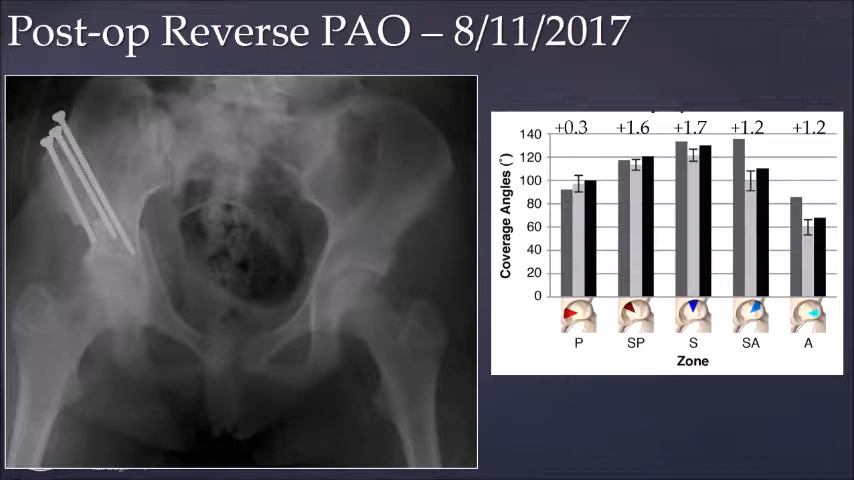 Post-op Reverse PAO – 8/11/2017
+0.3 +1.6 +1.7 +1.2 +1.2
Coverage Angles (°)
140
120
100
80
60
40
20
0
P SP S SA A
Zone